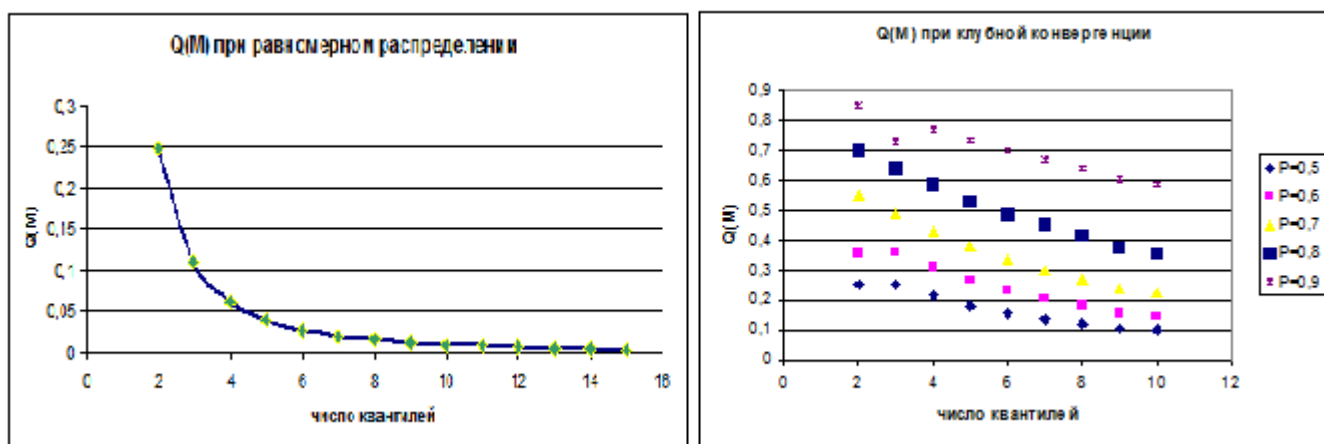 Q(M) при равномерном распределении
0,3
0,25
0,2
0,15
0,1
0,05
0
Q(M)
0 2 4 6 8 10 12 14 16
число квантилей
Q(M) при клубной конвергенции
0,9
0,8
0,7
0,6
0,5
0,4
0,3
0,2
0,1
0
Q(M)
0 2 4 6 8 10 12
число квантилей
P=0,5
P=0,6
P=0,7
P=0,8
P=0,9